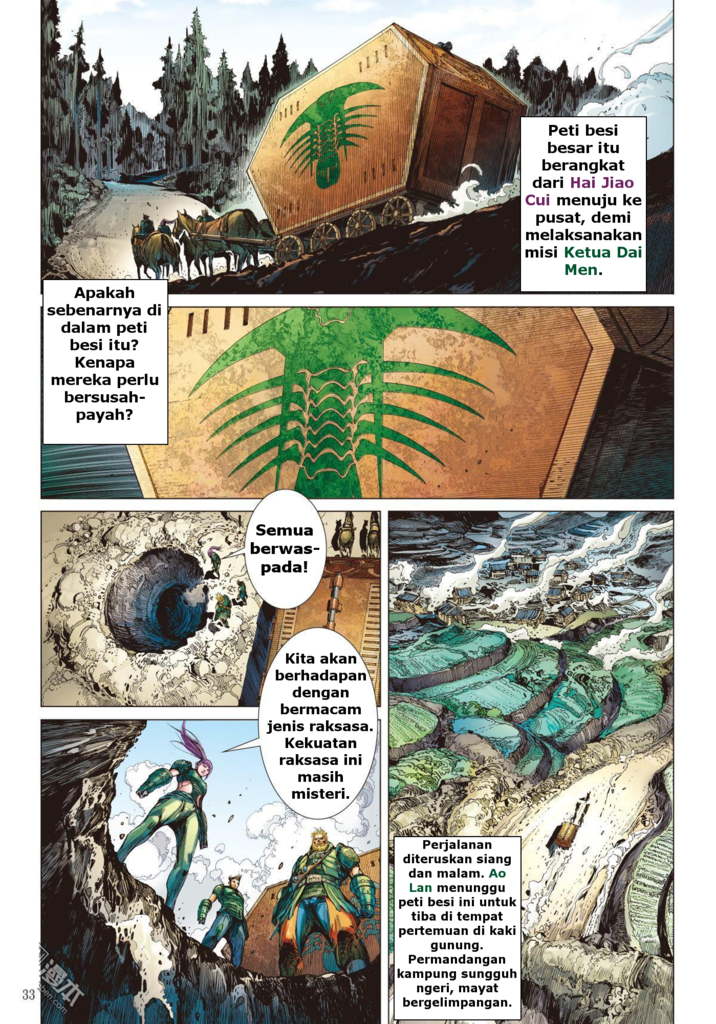 Peti besi
besar itu
berangkat
dari Hai Jiao
Cui menuju ke
pusat, demi
melaksanakan
misi Ketua Dai
Men.
Apakah
sebenarnya di
dalam peti
besi itu?
Kenapa
mereka perlu
bersusah-
payah?
Semua
berwas-
pada!
Kita akan
berhadapan
dengan
bermacam
jenis raksasa.
Kekuatan
raksasa ini
masih
misteri.
Perjalanan
diteruskan siang
dan malam. Ao
Lan menunggu
peti besi ini untuk
tiba di tempat
pertemuan di kaki
gunung.
Permandangan
kampung sungguh
ngeri, mayat
bergelimpangan.
33